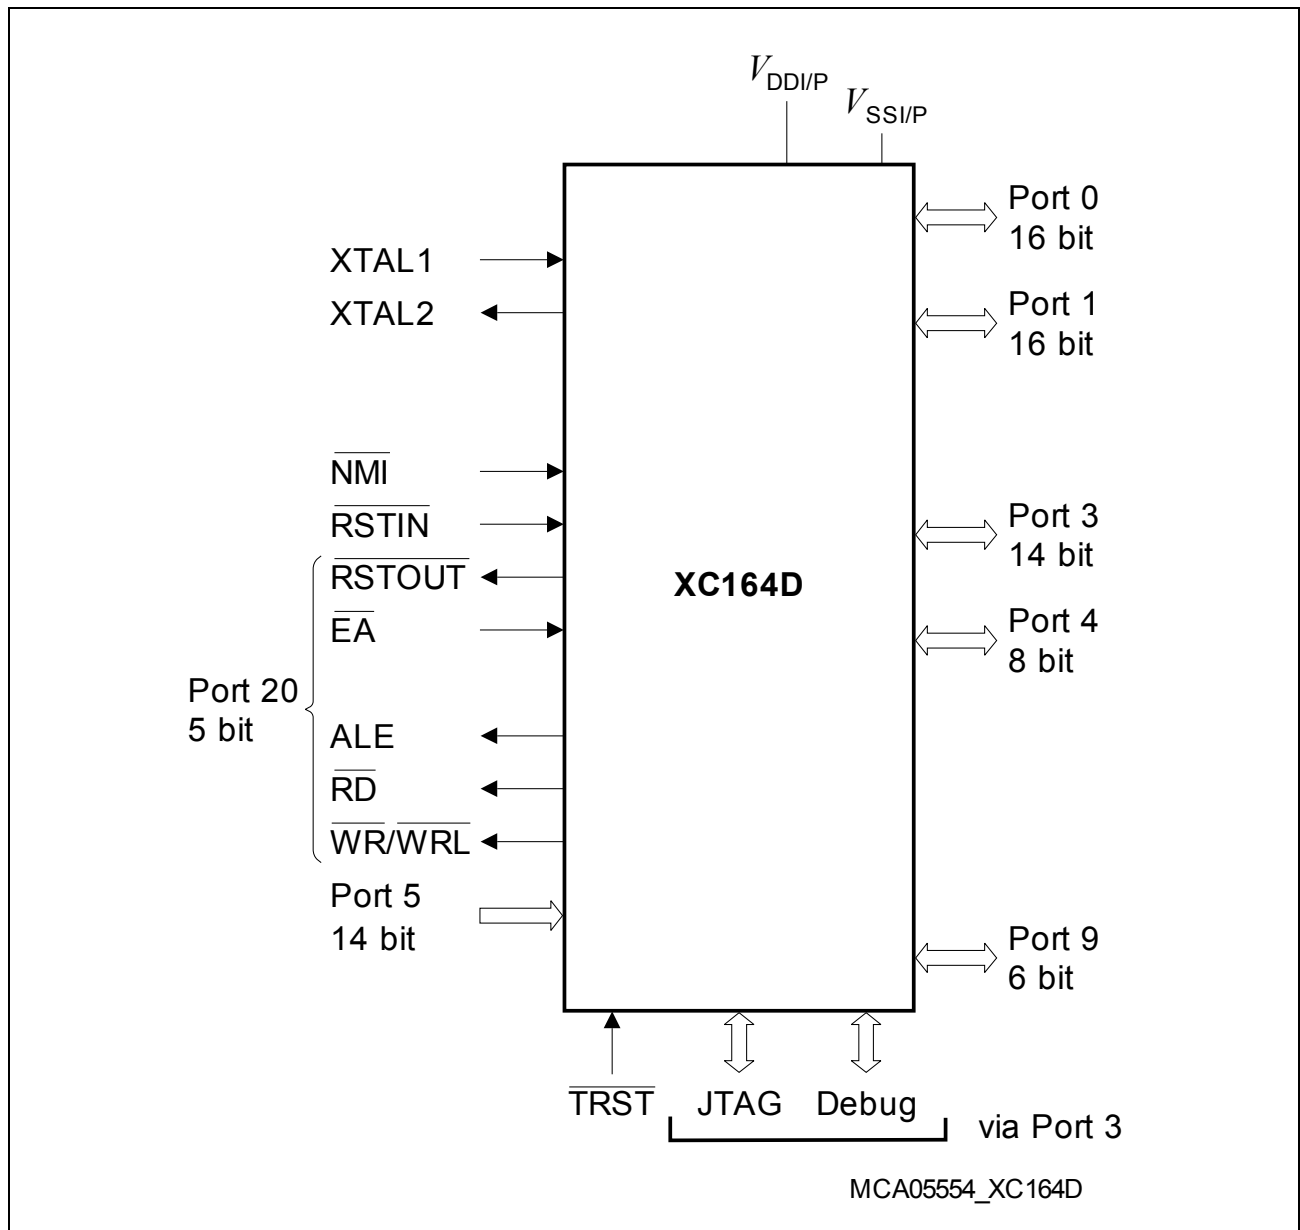 VDDI/P
VSSI/P
Port 0
16 bit
XTAL1
Port 1
16 bit
XTAL2
NMI
RSTIN
Port 3
14 bit
RSTOUT
XC164D
EA
Port 4
8 bit
Port 20
5 bit
ALE
RD
WR/WRL
Port 5
14 bit
Port 9
6 bit
TRST
JTAG
Debug
via Port 3
MCA05554_XC164D